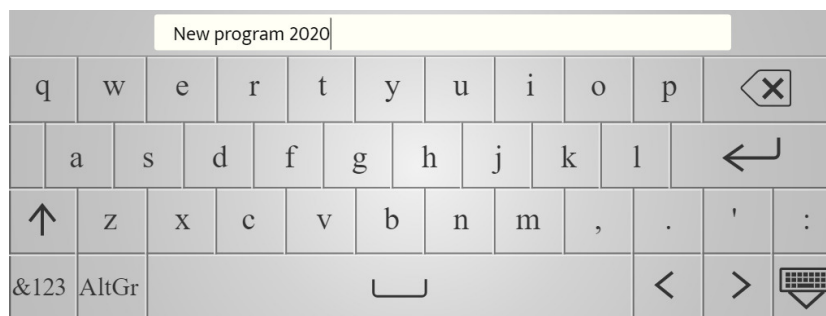 New program 2020
q w e r t y u i o p
a s d f g h j k l
z x c v b n m , . ' :
&123 AltGr < >